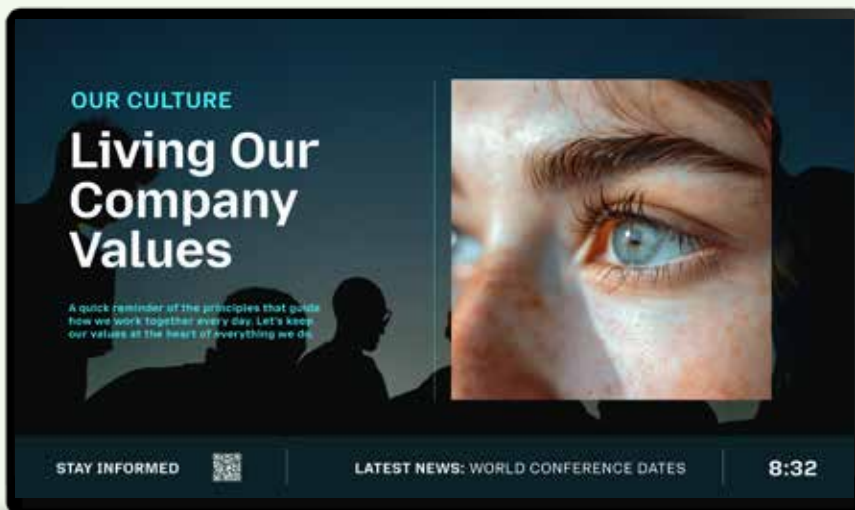 OUR CULTURE
Living Our
Company
Values
A quick reminder of the principles that guide
how we work together every day. Let's keep
our values at the heart of everything we do.
STAY INFORMED
LATEST NEWS: WORLD CONFERENCE DATES
8:32